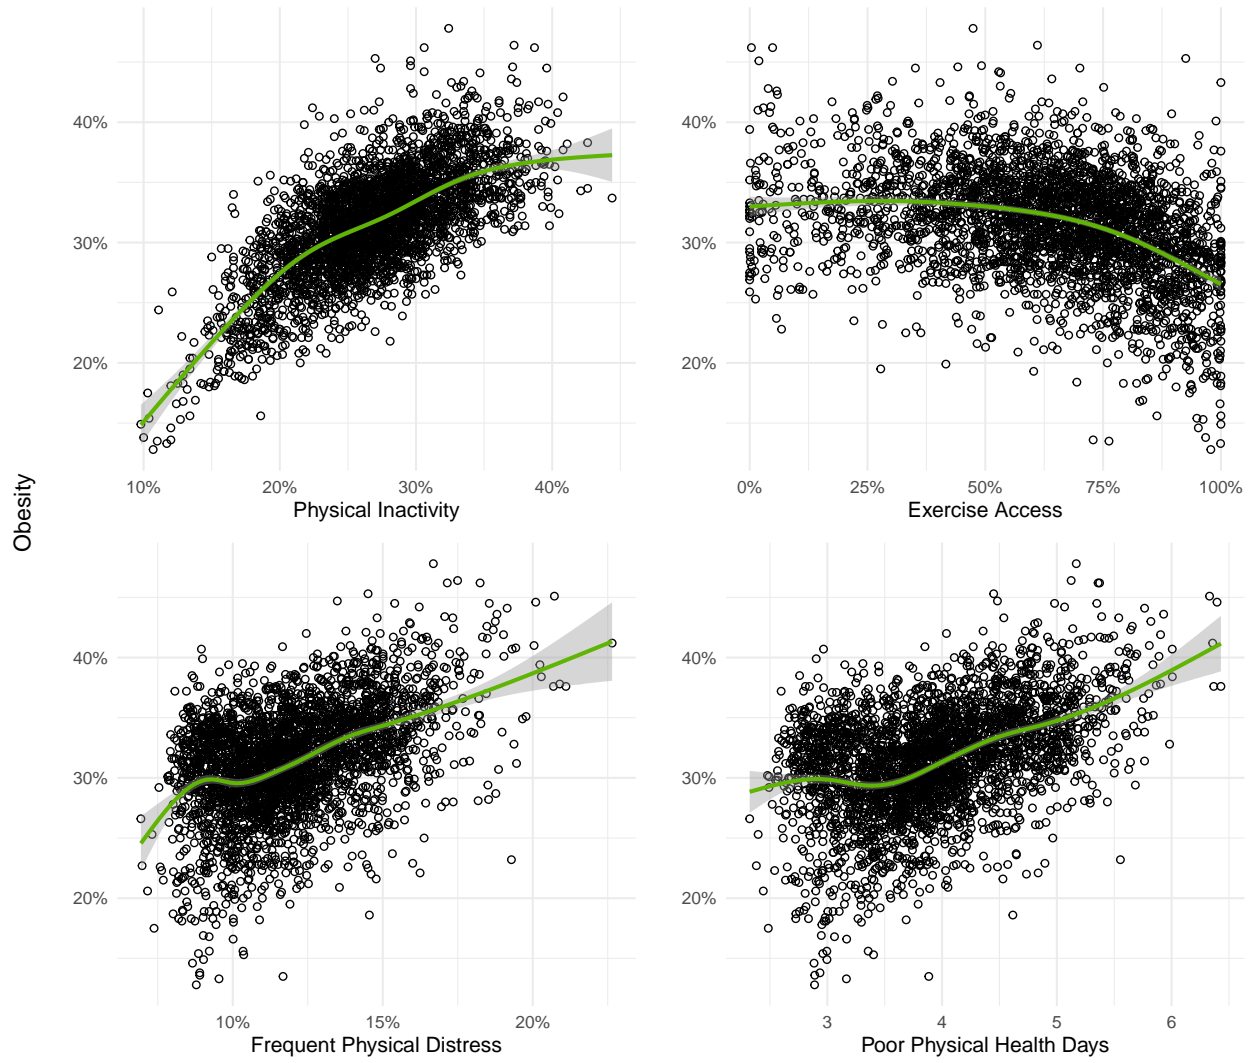 40%
30%
20%
10% 20% 30% 40%
Physical Inactivity
40%
30%
20%
0% 25% 50% 75% 100%
Exercise Access
Obesity
40%
30%
20%
10% 15% 20%
Frequent Physical Distress
40%
30%
20%
3 4 5 6
Poor Physical Health Days